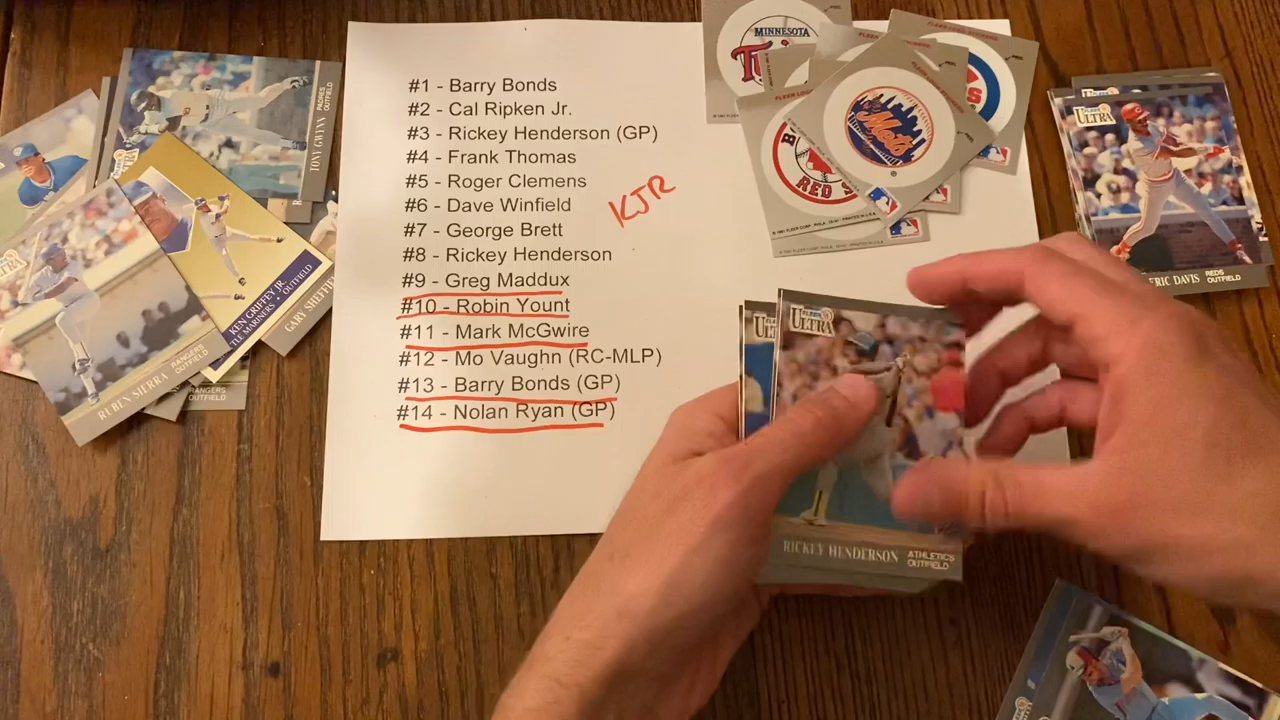 #1 - Barry Bonds
#2 - Cal Ripken Jr.
#3 - Rickey Henderson (GP)
#4 - Frank Thomas
#5 - Roger Clemens
#6 - Dave Winfield
#7 - George Brett
#8 - Rickey Henderson
#9 - Greg Maddux
#10 - Robin Yount
#11 - Mark McGwire
#12 - Mo Vaughn (RC-MLP)
#13 - Barry Bonds (GP)
#14 - Nolan Ryan (GP)
KJR
TONY GWYNN PADRES OUTFIELD
KEN GRIFFEY JR.
TLE MARINERS • OUTFIELD
GARY SHEFFI
RUBEN SIERRA RANGERS OUTFIELD
RANGERS
OUTFIELD
MINNESOTA
Mets
RED S
ULTRA
ERIC DAVIS REDS OUTFIELD
ULTRA
RICKEY HENDERSON ATHLETICS OUTFIELD